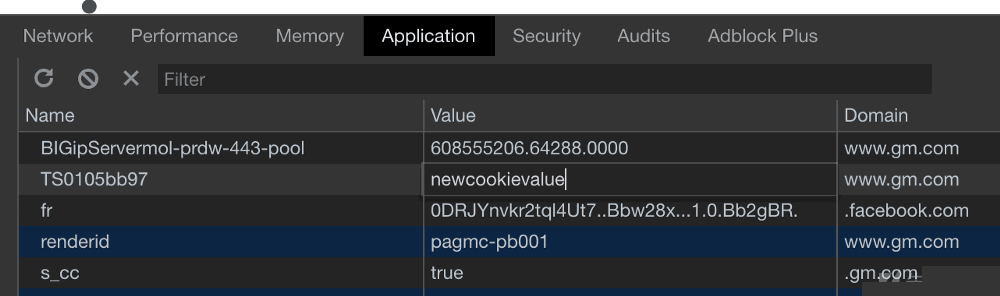 Network Performance Memory Application Security Audits Adblock Plus
Filter
Name Value Domain
BIGipServermol-prdw-443-pool 608555206.64288.0000 www.gm.com
TS0105bb97 newcookievalue www.gm.com
fr 0DRJYnvkr2tql4Ut7..Bbw28x...1.0.Bb2gBR. .facebook.com
renderid pagmc-pb001 www.gm.com
s_cc true .gm.com